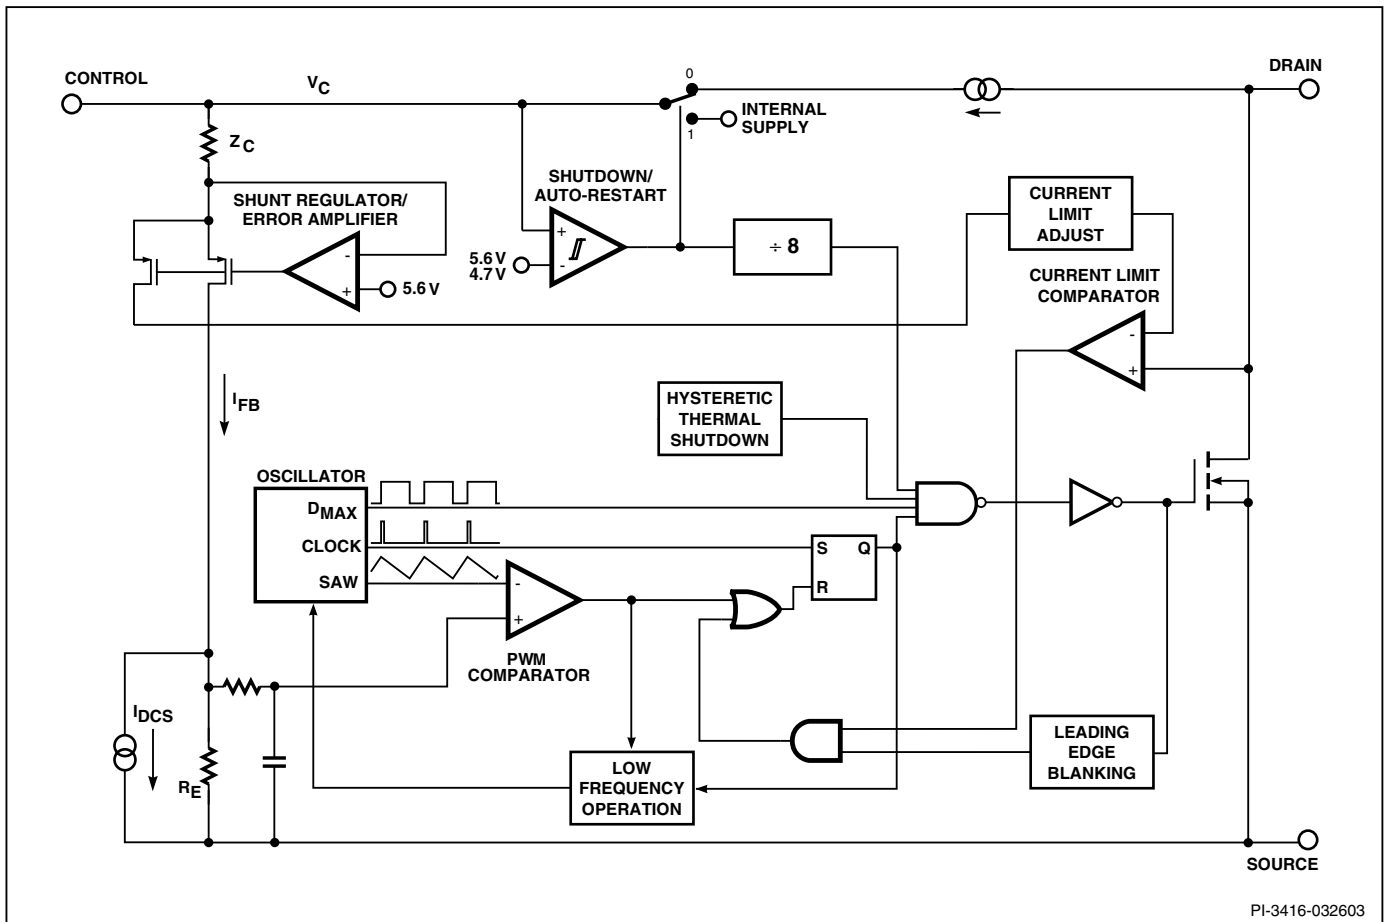 CONTROL
V_C
0
DRAIN
INTERNAL
SUPPLY
1
Z_C
SHUNT REGULATOR/
ERROR AMPLIFIER
-
+
5.6 V
SHUTDOWN/
AUTO-RESTART
+
-
5.6 V
4.7 V
÷ 8
CURRENT
LIMIT
ADJUST
CURRENT LIMIT
COMPARATOR
-
+
I_FB
HYSTERETIC
THERMAL
SHUTDOWN
OSCILLATOR
D_MAX
CLOCK
SAW
-
+
PWM
COMPARATOR
S Q
R
I_DCS
R_E
LOW
FREQUENCY
OPERATION
LEADING
EDGE
BLANKING
SOURCE
PI-3416-032603